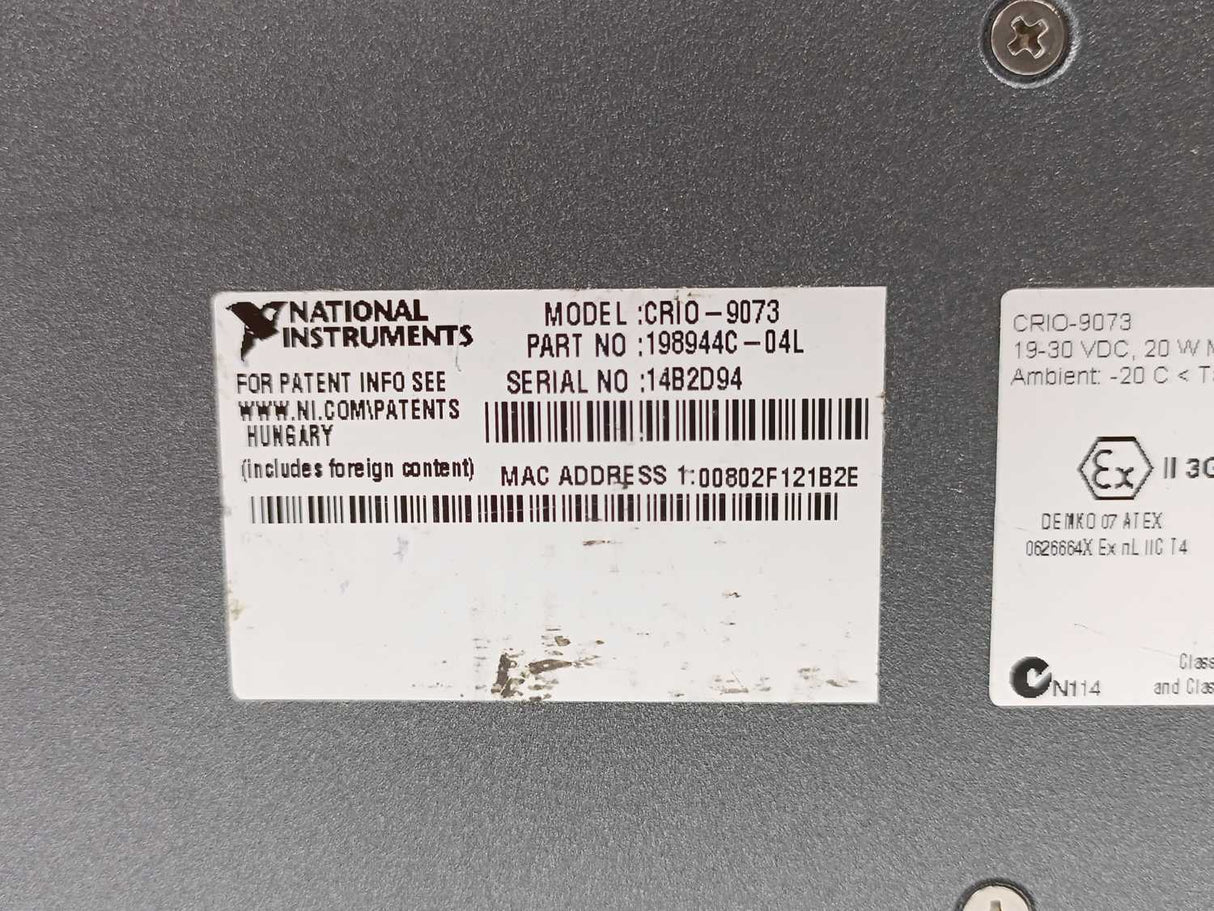 NATIONAL
INSTRUMENTS
FOR PATENT INFO SEE
WWW.NI.COM\PATENTS
HUNGARY
(includes foreign content)
MODEL :CRIO-9073
PART NO :198944C-04L
SERIAL NO :14B2D94
MAC ADDRESS 1:00802F121B2E
CRIO-9073
19-30 VDC, 20 W
Ambient: -20 C <
Ex II 3G
DEMKO 07 ATEX
0626664X Ex nL IIC T4
N114
and